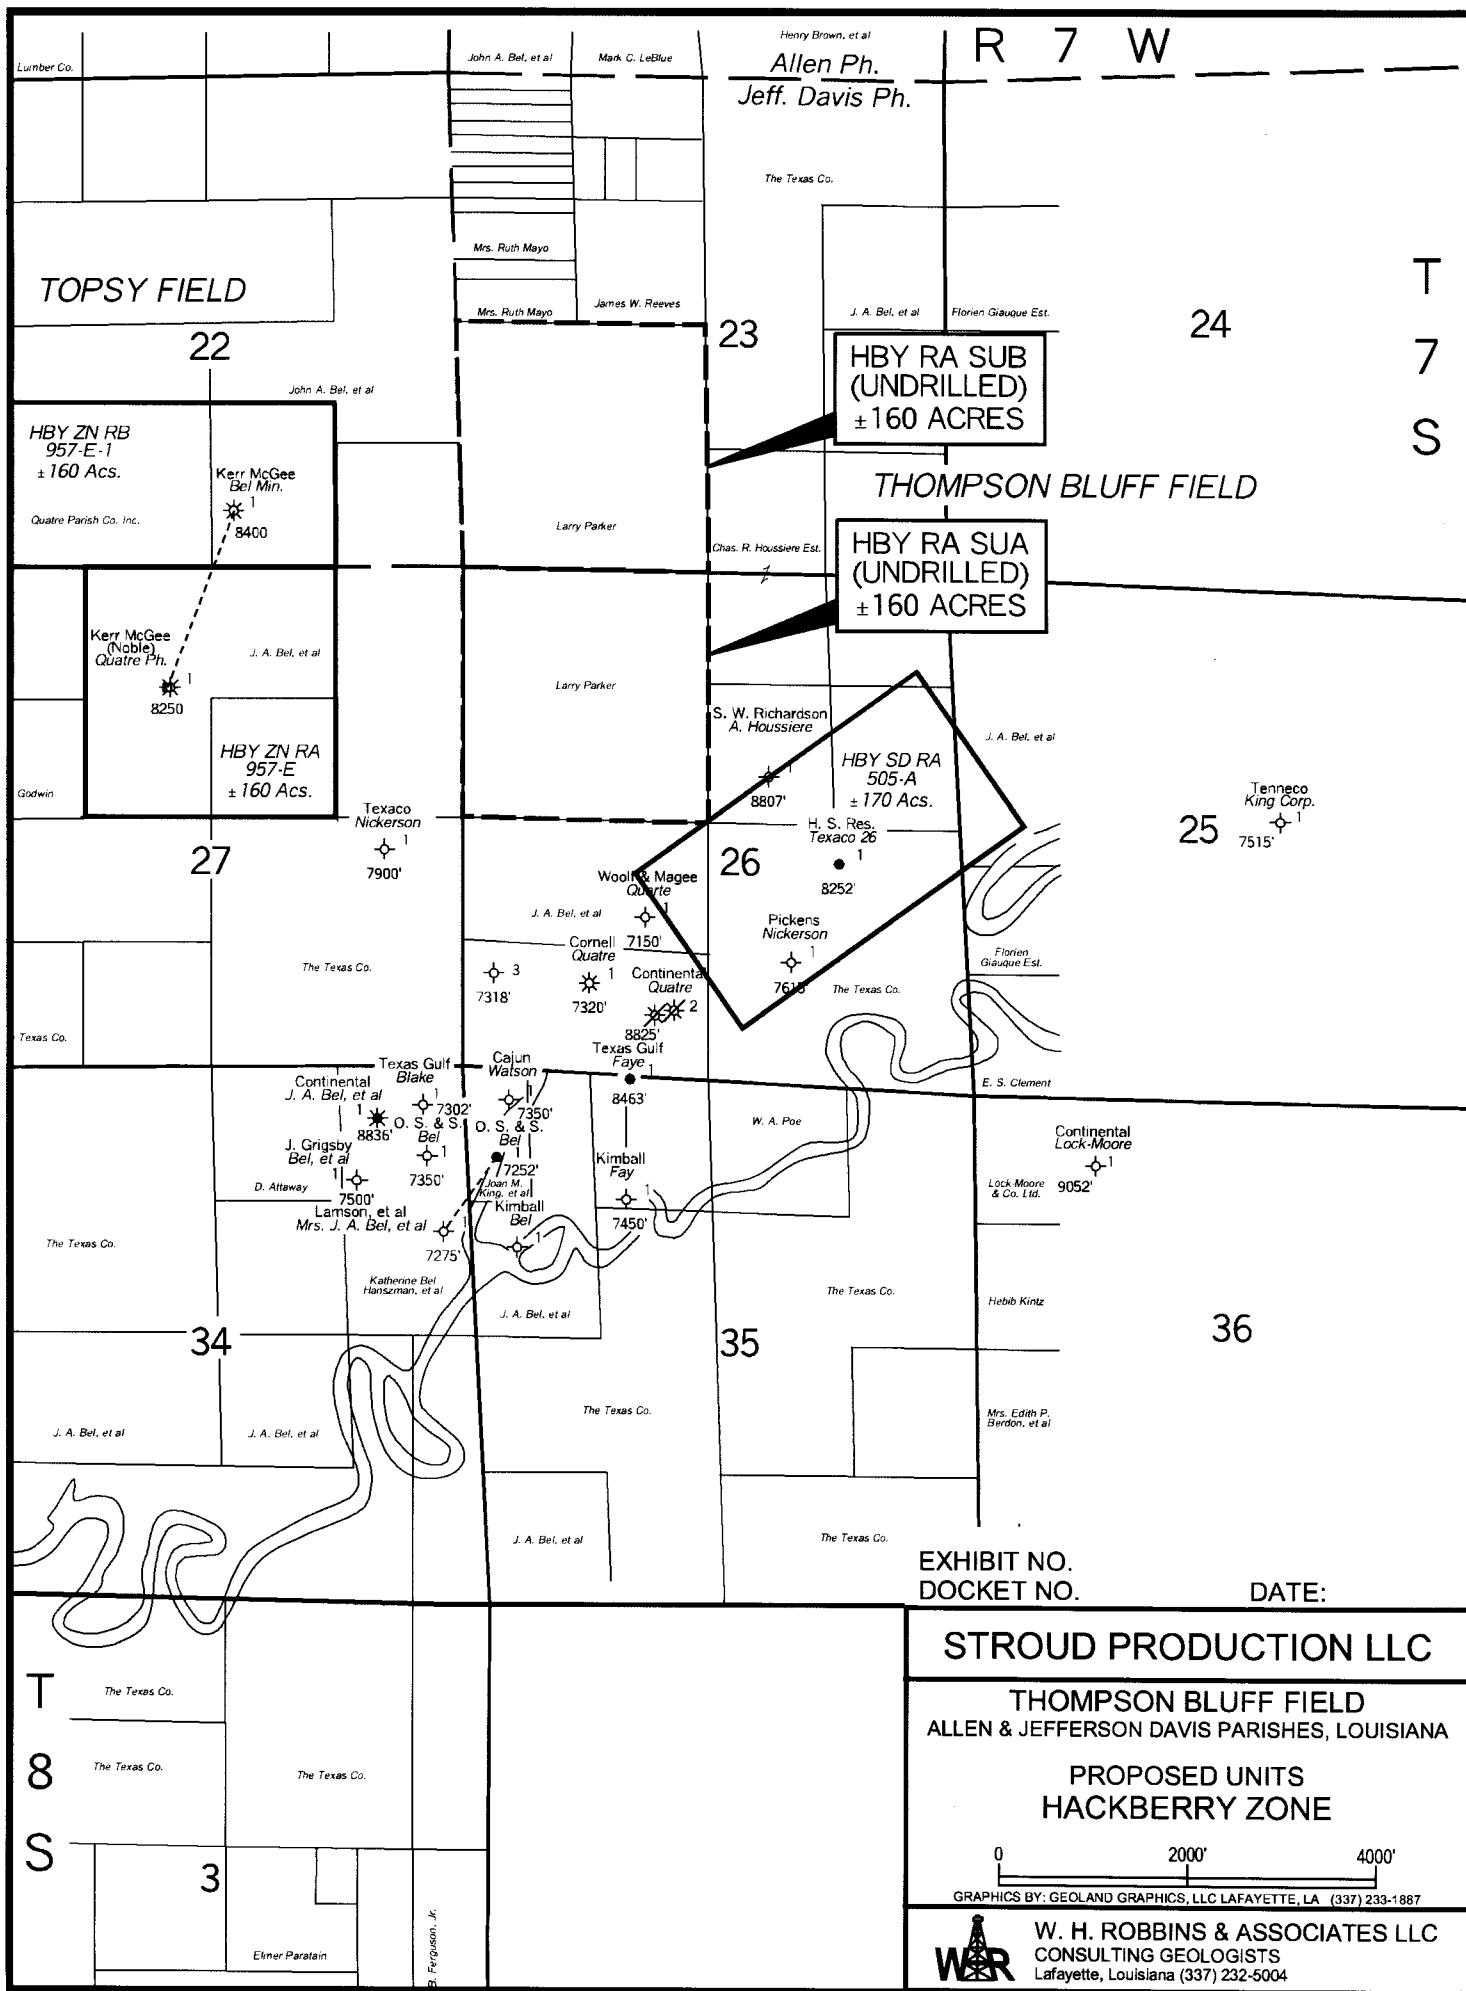 Henry Brown, et al
R 7 W
Lumber Co.
John A. Bel, et al
Mark C. LeBlue
Allen Ph.
Jeff. Davis Ph.
The Texas Co.
Mrs. Ruth Mayo
TOPSY FIELD
Mrs. Ruth Mayo
James W. Reeves
J. A. Bel, et al
Florien Giauque Est.
T
7
S
22
23
24
HBY RA SUB
(UNDRILLED)
±160 ACRES
John A. Bel, et al
HBY ZN RB
957-E-1
±160 Acs.
Kerr McGee
Bel Min.
1
8400
Quatre Parish Co. Inc.
THOMPSON BLUFF FIELD
Larry Parker
Chas. R. Houssiere Est.
HBY RA SUA
(UNDRILLED)
±160 ACRES
Kerr McGee
(Noble)
Quatre Ph.
1
8250
J. A. Bel, et al
Larry Parker
S. W. Richardson
A. Houssiere
1
8807'
HBY SD RA
505-A
±170 Acs.
J. A. Bel, et al
HBY ZN RA
957-E
±160 Acs.
Godwin
Texaco
Nickerson
1
7900'
H. S. Res.
Texaco 26
1
8252'
Tenneco
King Corp.
1
7515'
27
26
25
Woolf & Magee
Quarte
1
7150'
J. A. Bel, et al
Pickens
Nickerson
1
7615'
Cornell
Quatre
1
7320'
The Texas Co.
3
7318'
Continental
Quatre
2
8825'
Florien
Giauque Est.
The Texas Co.
Texas Co.
Texas Gulf
Blake
1
7302'
Cajun
Watson
1
7350'
Texas Gulf
Faye
1
8463'
E. S. Clement
Continental
J. A. Bel, et al
1
8836'
O. S. & S.
Bel
1
7350'
O. S. & S.
Bel
1
7252'
W. A. Poe
Continental
Lock-Moore
1
9052'
J. Grigsby
Bel, et al
1
7500'
Kimball
Fay
1
7450'
D. Attaway
Joan M.
King, et al
Lock-Moore
& Co. Ltd.
Lamson, et al
Mrs. J. A. Bel, et al
1
7275'
Kimball
Bel
1
The Texas Co.
Katherine Bel
Hanszman, et al
J. A. Bel, et al
The Texas Co.
Hebib Kintz
34
35
36
The Texas Co.
Mrs. Edith P.
Berdon, et al
J. A. Bel, et al
J. A. Bel, et al
J. A. Bel, et al
The Texas Co.
EXHIBIT NO.
DOCKET NO.
DATE:
STROUD PRODUCTION LLC
THOMPSON BLUFF FIELD
ALLEN & JEFFERSON DAVIS PARISHES, LOUISIANA
PROPOSED UNITS
HACKBERRY ZONE
0 2000' 4000'
GRAPHICS BY: GEOLAND GRAPHICS, LLC LAFAYETTE, LA (337) 233-1887
W. H. ROBBINS & ASSOCIATES LLC
CONSULTING GEOLOGISTS
Lafayette, Louisiana (337) 232-5004
WR
T
8
S
The Texas Co.
The Texas Co.
The Texas Co.
3
Elmer Paratain
B. Ferguson, Jr.